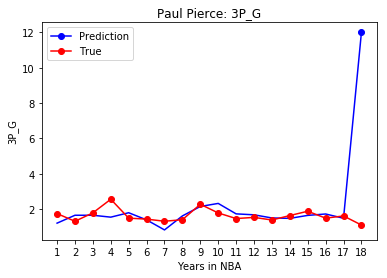 Paul Pierce: 3P_G
Prediction
True
3P_G
12
10
8
6
4
2
1 2 3 4 5 6 7 8 9 10 11 12 13 14 15 16 17 18
Years in NBA